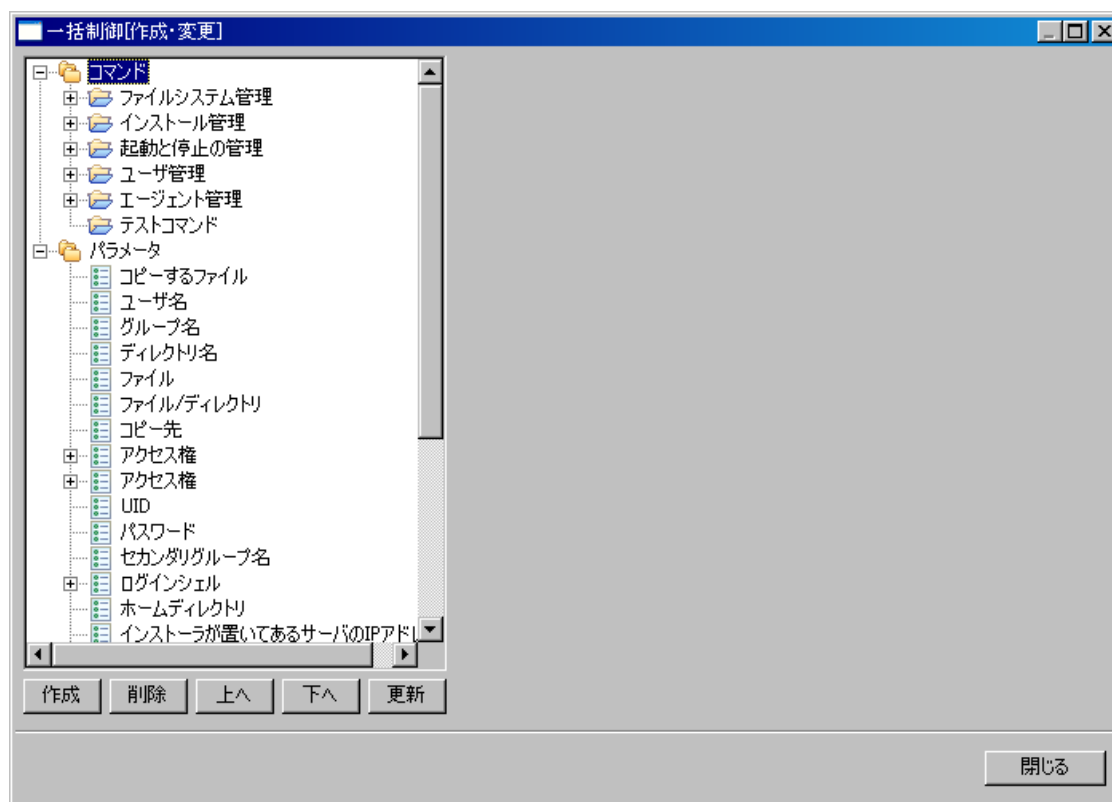 一括制御[作成・変更]
コマンド
ファイルシステム管理
インストール管理
起動と停止の管理
ユーザ管理
エージェント管理
テストコマンド
パラメータ
コピーするファイル
ユーザ名
グループ名
ディレクトリ名
ファイル
ファイル/ディレクトリ
コピー先
アクセス権
アクセス権
UID
パスワード
セカンダリグループ名
ログインシェル
ホームディレクトリ
インストーラが置いてあるサーバのIPアドレ
作成 削除 上へ 下へ 更新
閉じる